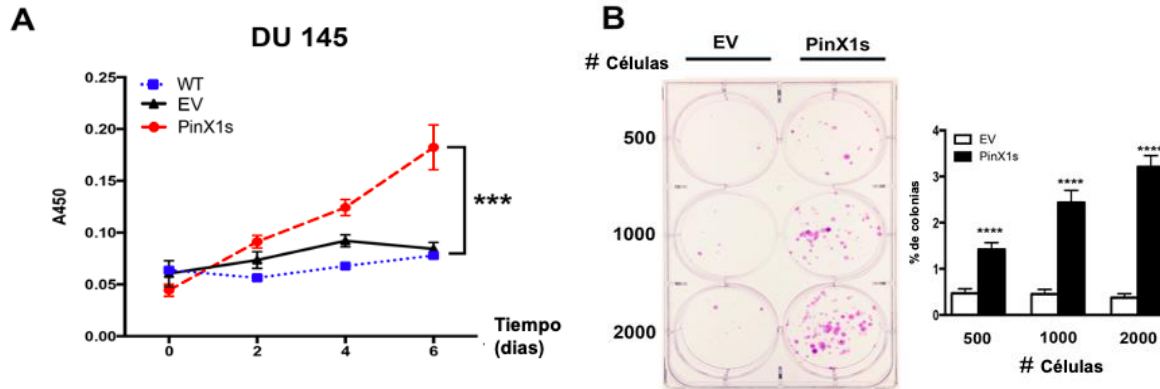 A
DU 145
0.25
0.20
0.15
0.10
0.05
0.00
A450
WT
EV
PinX1s
***
0
2
4
6
Tiempo
(dias)
B
EV
PinX1s
# Células
500
1000
2000
EV
PinX1s
4
3
2
1
0
% de colonias
****
****
****
500
1000
2000
# Células